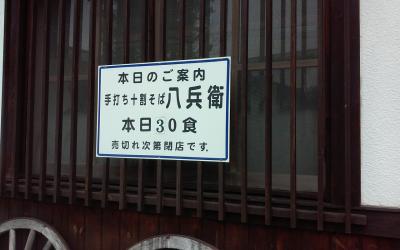 本日のご案内
手打ち十割そば八兵衛
本日30食
売切れ次第閉店です.